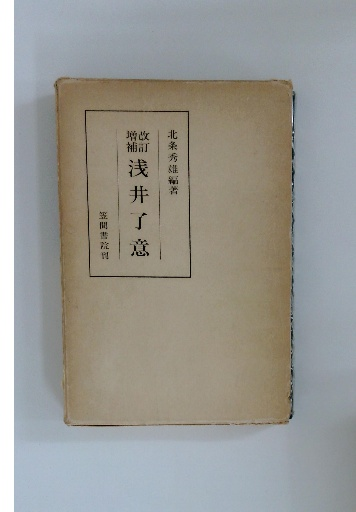 北条秀雄編著
改訂
増補
浅井了意
笠間書院刊